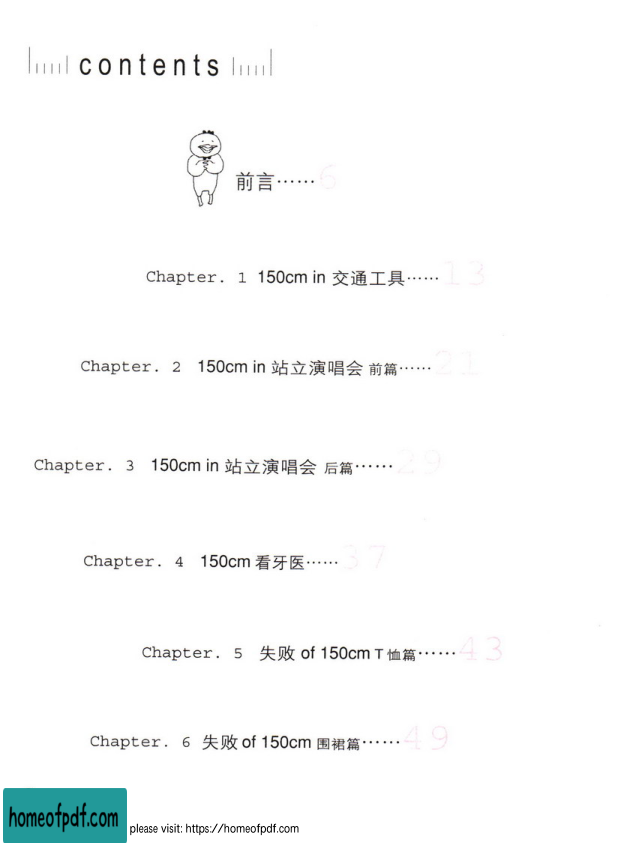 contents
前言…… 6
Chapter. 1 150cm in 交通工具…… 13
Chapter. 2 150cm in 站立演唱会 前篇…… 21
Chapter. 3 150cm in 站立演唱会 后篇…… 29
Chapter. 4 150cm 看牙医…… 37
Chapter. 5 失败 of 150cm T恤篇…… 43
Chapter. 6 失败 of 150cm 围裙篇…… 49
homeofpdf.com
please visit: https://homeofpdf.com